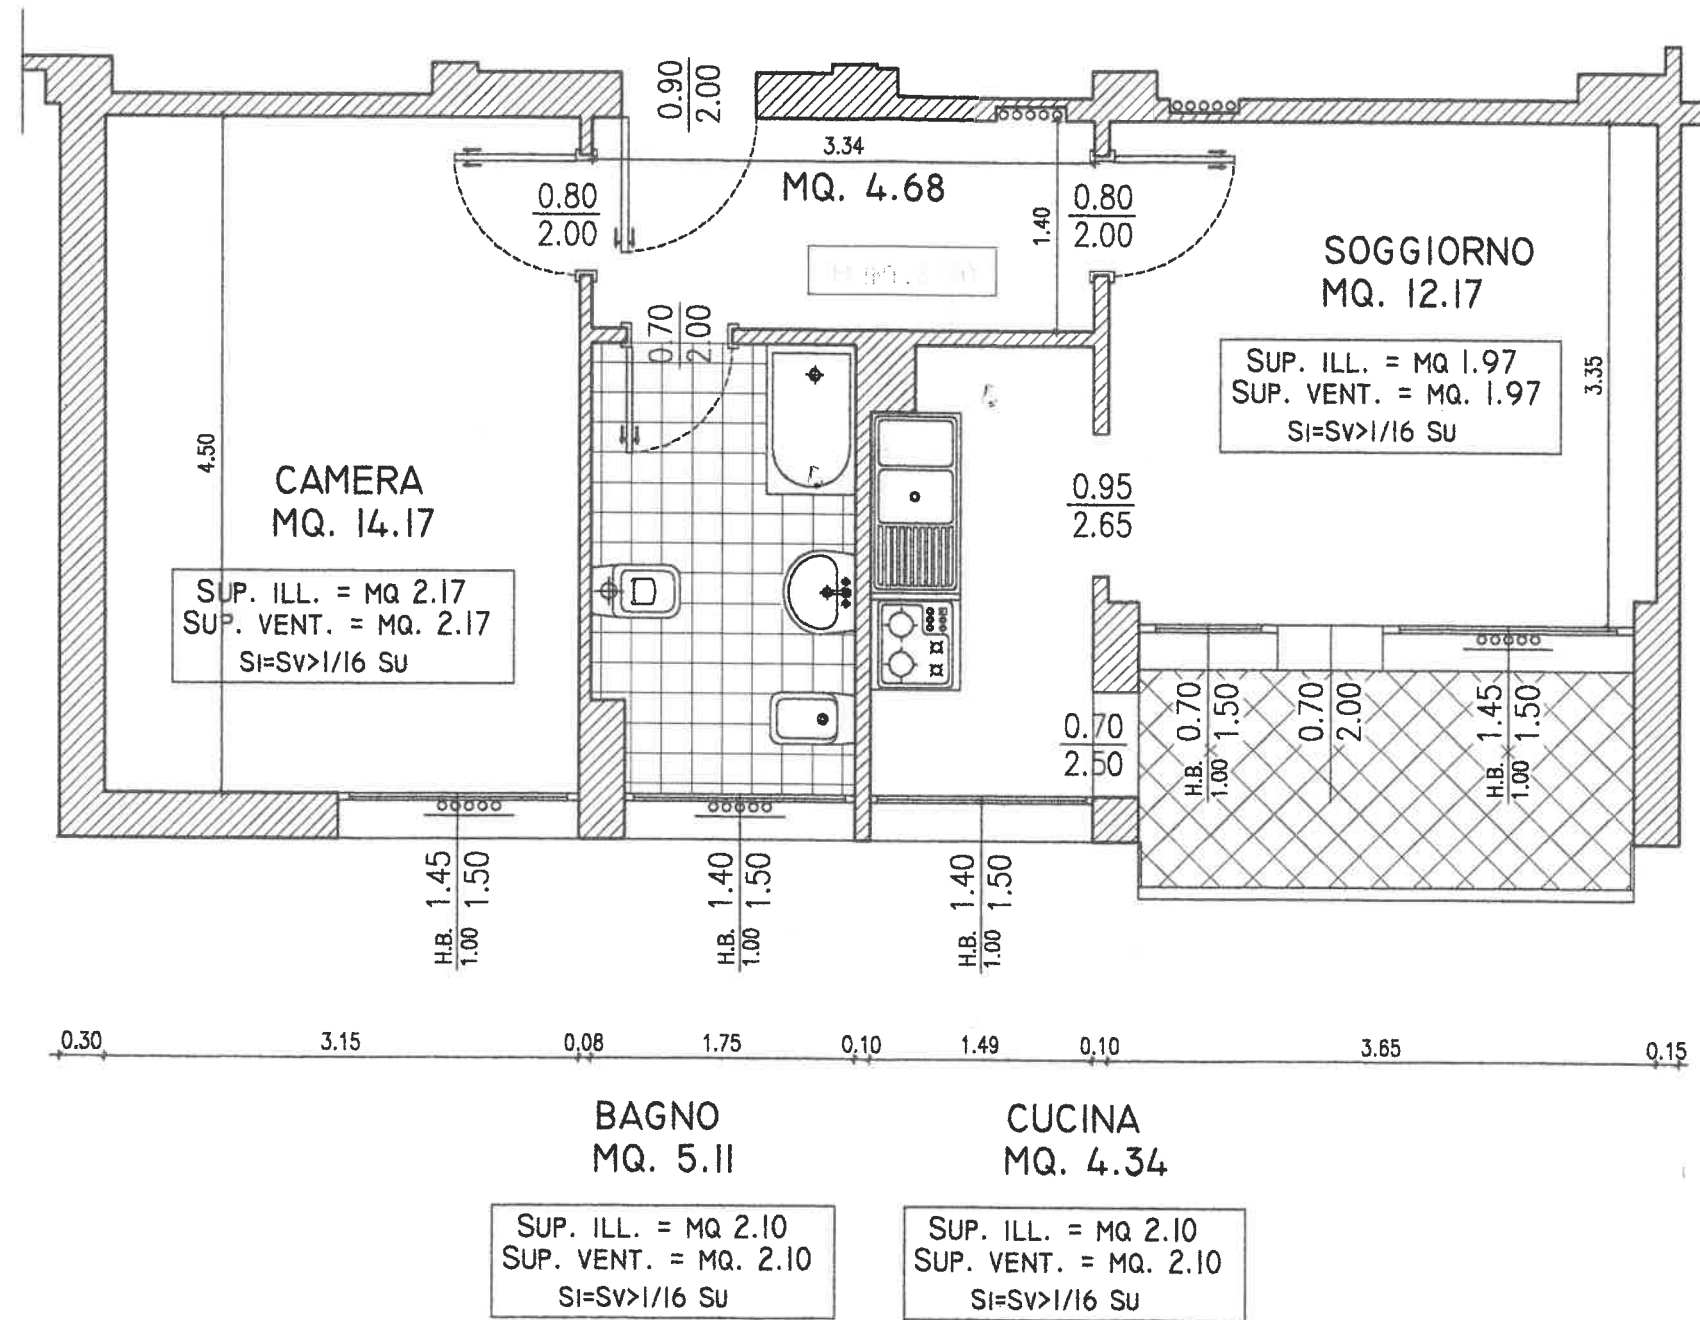 0.90
2.00
3.34
MQ. 4.68
0.80
2.00
1.40
0.80
2.00
SOGGIORNO
MQ. 12.17
SUP. ILL. = MQ 1.97
SUP. VENT. = MQ. 1.97
SI=SV>1/16 SU
3.35
0.70
2.00
4.50
CAMERA
MQ. 14.17
SUP. ILL. = MQ 2.17
SUP. VENT. = MQ. 2.17
SI=SV>1/16 SU
0.95
2.65
0.70
2.50
H.B. 0.70
1.00 1.50
0.70
2.00
H.B. 1.45
1.00 1.50
H.B. 1.45
1.00 1.50
H.B. 1.40
1.00 1.50
H.B. 1.40
1.00 1.50
0.30 3.15 0.08 1.75 0.10 1.49 0.10 3.65 0.15
BAGNO
MQ. 5.11
SUP. ILL. = MQ 2.10
SUP. VENT. = MQ. 2.10
SI=SV>1/16 SU
CUCINA
MQ. 4.34
SUP. ILL. = MQ 2.10
SUP. VENT. = MQ. 2.10
SI=SV>1/16 SU